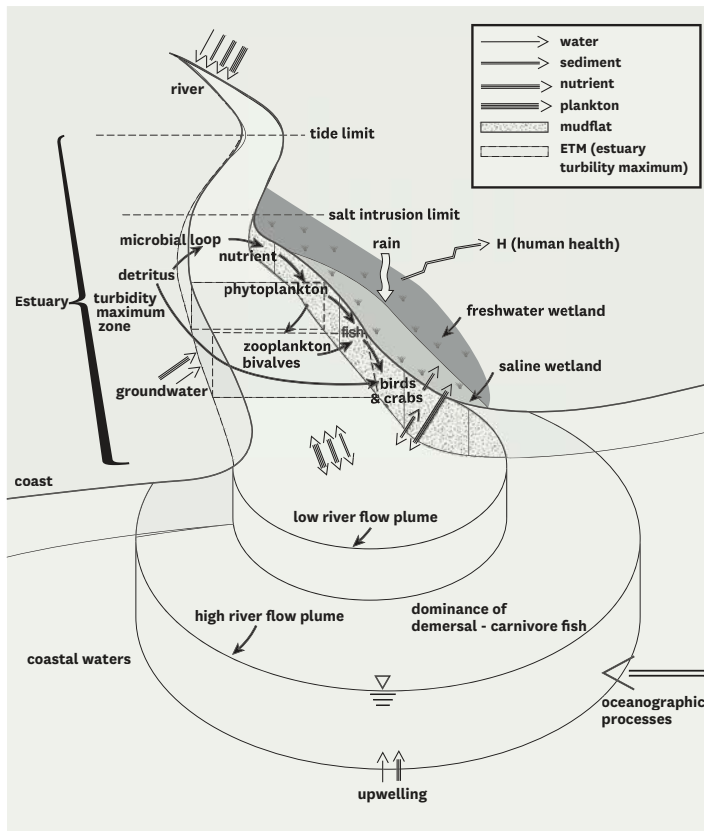 water
sediment
nutrient
plankton
mudflat
ETM (estuary
turbility maximum)
river
tide limit
salt intrusion limit
microbial loop
rain
H (human health)
nutrient
detritus
phytoplankton
Estuary
turbidity
maximum
zone
freshwater wetland
fish
zooplankton
bivalves
saline wetland
groundwater
birds
& crabs
coast
low river flow plume
high river flow plume
dominance of
demersal - carnivore fish
coastal waters
oceanographic
processes
upwelling